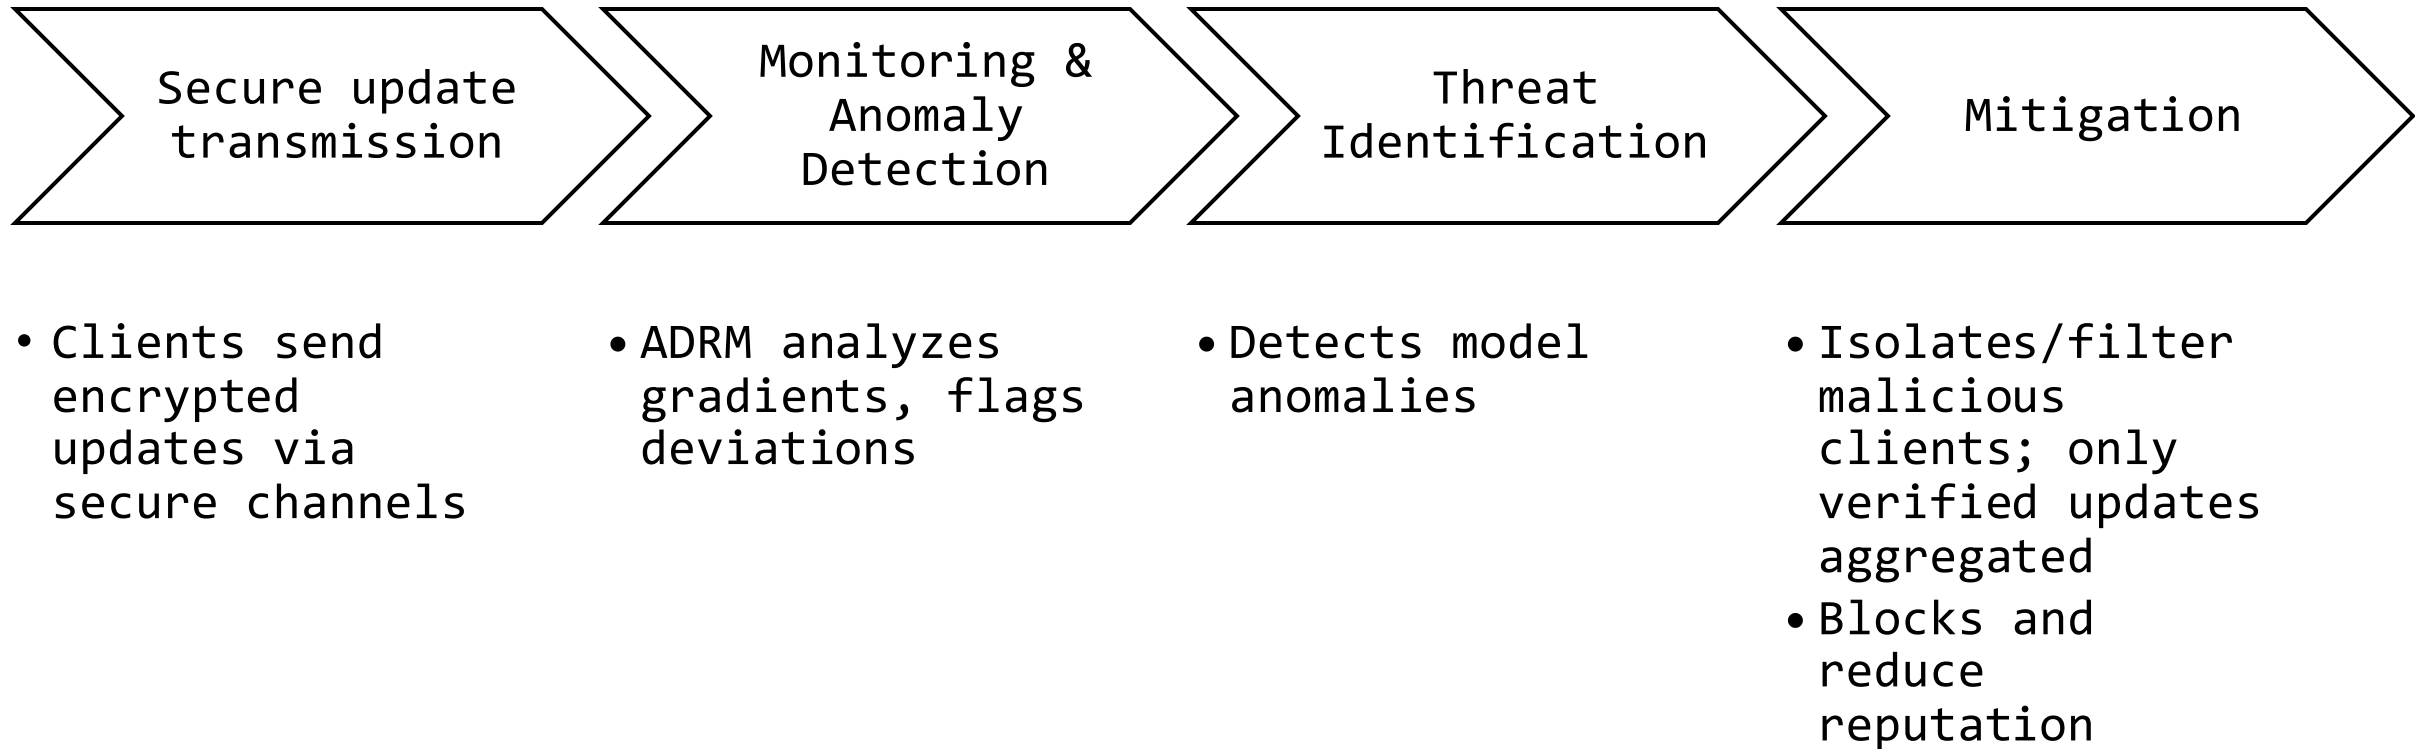 Secure update
transmission
Monitoring &
Anomaly
Detection
Threat
Identification
Mitigation
• Clients send
encrypted
updates via
secure channels
• ADRM analyzes
gradients, flags
deviations
• Detects model
anomalies
• Isolates/filter
malicious
clients; only
verified updates
aggregated
• Blocks and
reduce
reputation